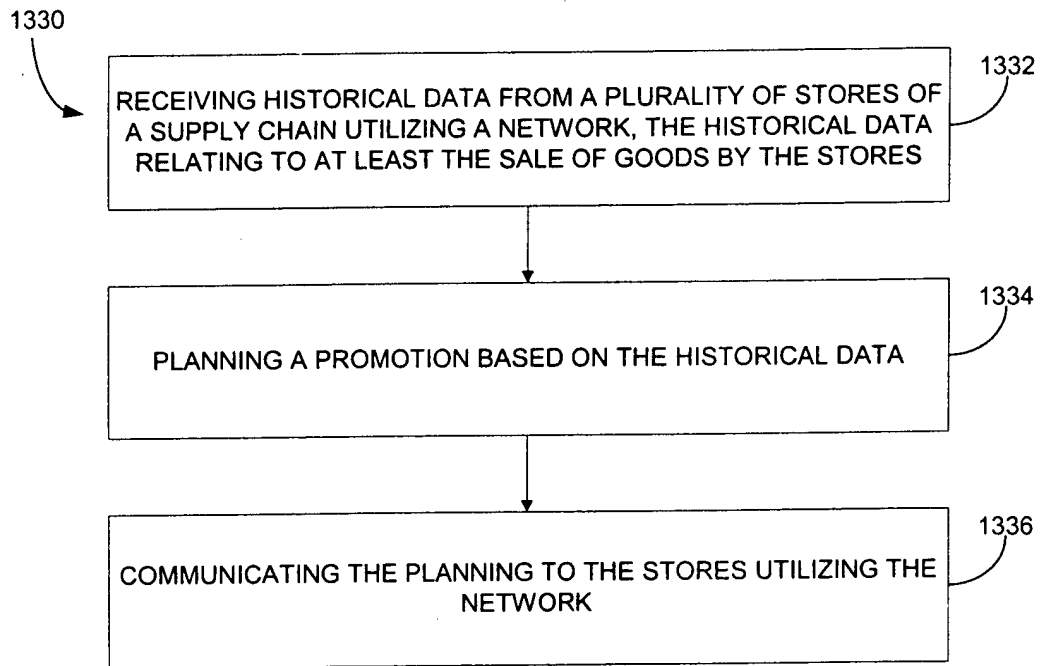 1330
1332
RECEIVING HISTORICAL DATA FROM A PLURALITY OF STORES OF
A SUPPLY CHAIN UTILIZING A NETWORK, THE HISTORICAL DATA
RELATING TO AT LEAST THE SALE OF GOODS BY THE STORES
1334
PLANNING A PROMOTION BASED ON THE HISTORICAL DATA
1336
COMMUNICATING THE PLANNING TO THE STORES UTILIZING THE
NETWORK